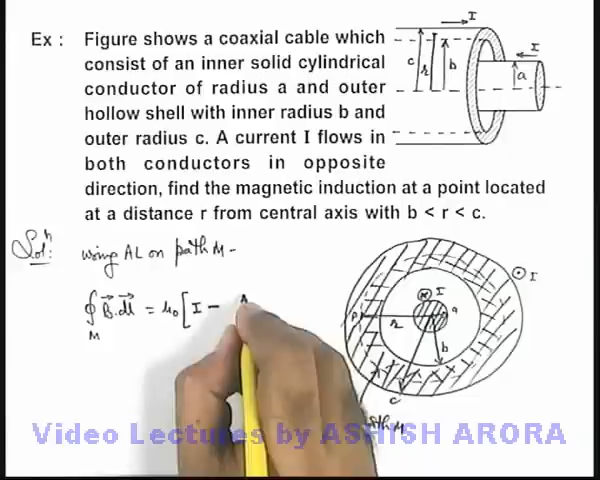 Ex : Figure shows a coaxial cable which
consist of an inner solid cylindrical
conductor of radius a and outer
hollow shell with inner radius b and
outer radius c. A current I flows in
both conductors in opposite
direction, find the magnetic induction at a point located
at a distance r from central axis with b < r < c.
I
I
c
r
b
a
Solⁿ: using AL on path M -
∮ B⃗.dl⃗ = μ₀ [ I -
M
I
I
P
r
a
b
c
path M
Video Lectures by ASHISH ARORA